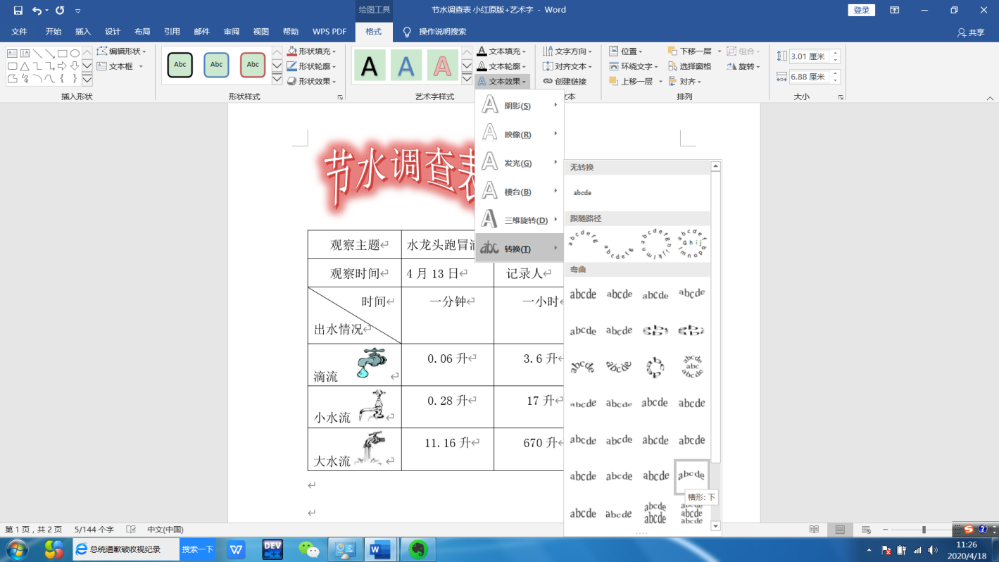 绘图工具
节水调查表 小红原版+艺术字 - Word
登录
文件 开始 插入 设计 布局 引用 邮件 审阅 视图 帮助 WPS PDF 格式 操作说明搜索 共享
编辑形状
文本框
插入形状
Abc Abc Abc
形状填充
形状轮廓
形状效果
形状样式
A A A
文本填充
文本轮廓
文本效果
艺术字样式
文字方向
对齐文本
创建链接
文本
位置
环绕文字
上移一层
下移一层
选择窗格
对齐
组合
旋转
排列
3.01 厘米
6.88 厘米
大小
阴影(S)
映像(R)
发光(G)
棱台(B)
三维旋转(D)
转换(T)
无转换
abcde
跟随路径
弯曲
abcde abcde abcde abcde
abcde abcde
abcde abcde
abcde abcde abcde abcde
abcde abcde abcde abcde
abcde abcde abcde abcde
槽形: 下
abcde abcde abcde abcde
节水调查表
观察主题 水龙头跑冒
观察时间 4 月 13 日 记录人
时间 一分钟 一小时
出水情况
滴流 0.06 升 3.6 升
小水流 0.28 升 17 升
大水流 11.16 升 670 升
第 1 页，共 2 页 5/144 个字 中文(中国)
总统道歉破收视纪录 搜索一下
DEV
C++
11:26
2020/4/18